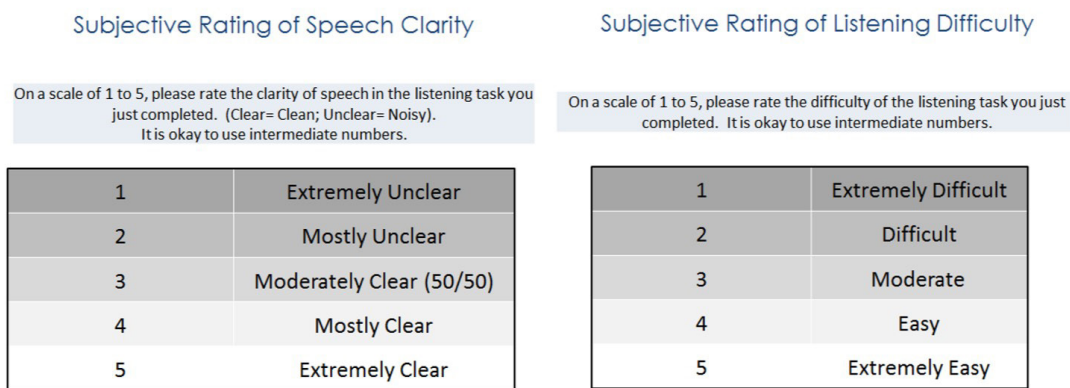 Subjective Rating of Speech Clarity
On a scale of 1 to 5, please rate the clarity of speech in the listening task you
just completed. (Clear= Clean; Unclear= Noisy).
It is okay to use intermediate numbers.
1 Extremely Unclear
2 Mostly Unclear
3 Moderately Clear (50/50)
4 Mostly Clear
5 Extremely Clear
Subjective Rating of Listening Difficulty
On a scale of 1 to 5, please rate the difficulty of the listening task you just
completed. It is okay to use intermediate numbers.
1 Extremely Difficult
2 Difficult
3 Moderate
4 Easy
5 Extremely Easy